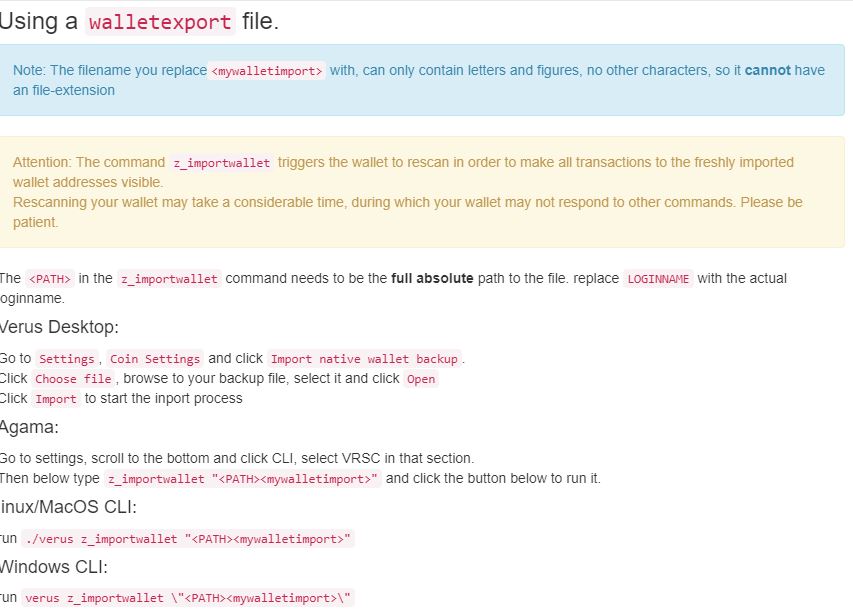 Using a walletexport file.
Note: The filename you replace <mywalletimport> with, can only contain letters and figures, no other characters, so it cannot have
an file-extension
Attention: The command z_importwallet triggers the wallet to rescan in order to make all transactions to the freshly imported
wallet addresses visible.
Rescanning your wallet may take a considerable time, during which your wallet may not respond to other commands. Please be
patient.
The <PATH> in the z_importwallet command needs to be the full absolute path to the file. replace LOGINNAME with the actual
loginname.
Verus Desktop:
Go to Settings, Coin Settings and click Import native wallet backup.
Click Choose file, browse to your backup file, select it and click Open
Click Import to start the inport process
Agama:
Go to settings, scroll to the bottom and click CLI, select VRSC in that section.
Then below type z_importwallet "<PATH><mywalletimport>" and click the button below to run it.
Linux/MacOS CLI:
run ./verus z_importwallet "<PATH><mywalletimport>"
Windows CLI:
run verus z_importwallet \"<PATH><mywalletimport>\"